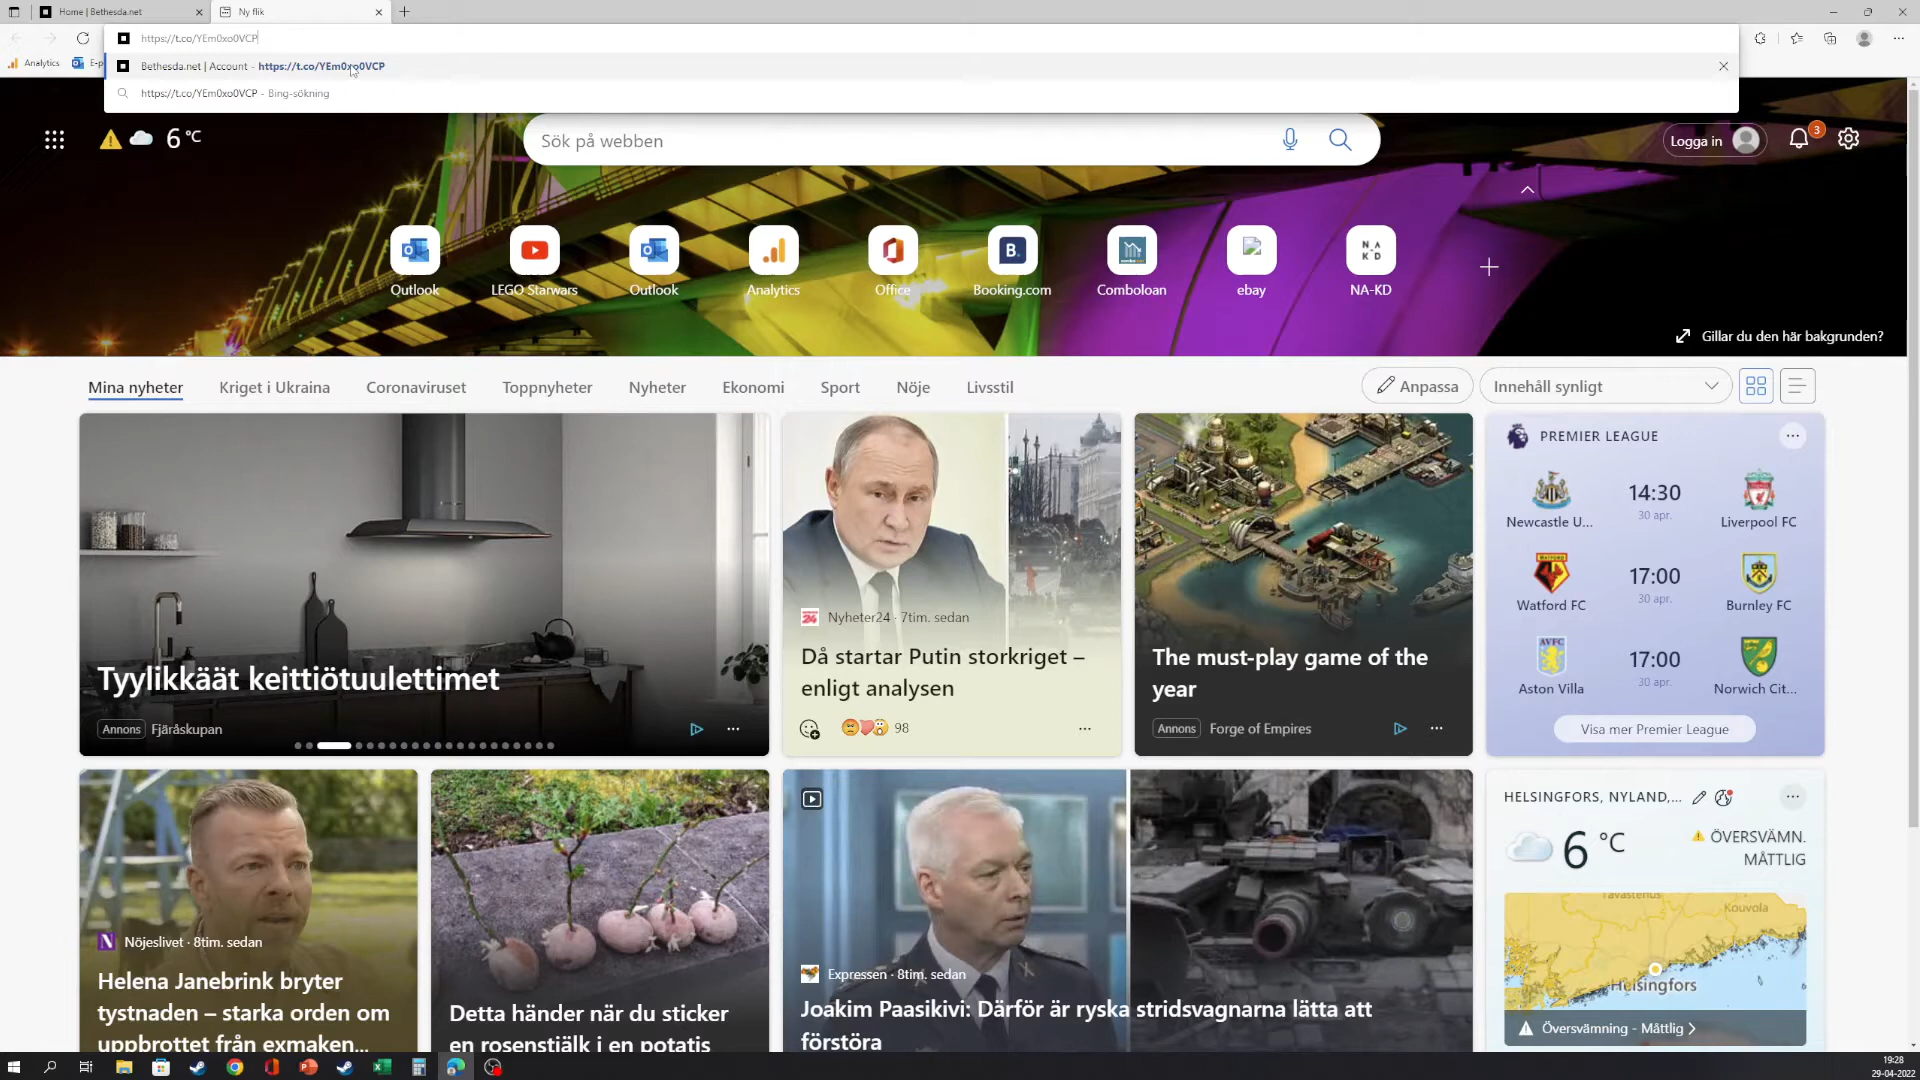 Home | Bethesda.net
Ny flik
https://t.co/YEm0xo0VCP
Bethesda.net | Account - https://t.co/YEm0xo0VCP
https://t.co/YEm0xo0VCP - Bing-sökning
Analytics
6 °C
Sök på webben
Logga in
3
Outlook
LEGO Starwars
Outlook
Analytics
Office
B.
Booking.com
Comboloan
ebay
N A
K D
NA-KD
Gillar du den här bakgrunden?
Mina nyheter
Kriget i Ukraina
Coronaviruset
Toppnyheter
Nyheter
Ekonomi
Sport
Nöje
Livsstil
Anpassa
Innehåll synligt
Tyylikkäät keittiötuulettimet
Annons Fjäråskupan
Nyheter24 · 7tim. sedan
Då startar Putin storkriget –
enligt analysen
98
The must-play game of the
year
Annons Forge of Empires
PREMIER LEAGUE
14:30
30 apr.
Newcastle U...
Liverpool FC
17:00
30 apr.
Watford FC
Burnley FC
17:00
30 apr.
Aston Villa
Norwich Cit...
Visa mer Premier League
Nöjeslivet · 8tim. sedan
Helena Janebrink bryter
tystnaden – starka orden om
uppbrottet från exmaken...
Detta händer när du sticker
en rosenstjälk i en potatis
Expressen · 8tim. sedan
Joakim Paasikivi: Därför är ryska stridsvagnarna lätta att
förstöra
HELSINGFORS, NYLAND,...
6 °C
ÖVERSVÄMN.
MÅTTLIG
Tavastehus
Kouvola
Helsingfors
Översvämning - Måttlig
19:28
29-04-2022